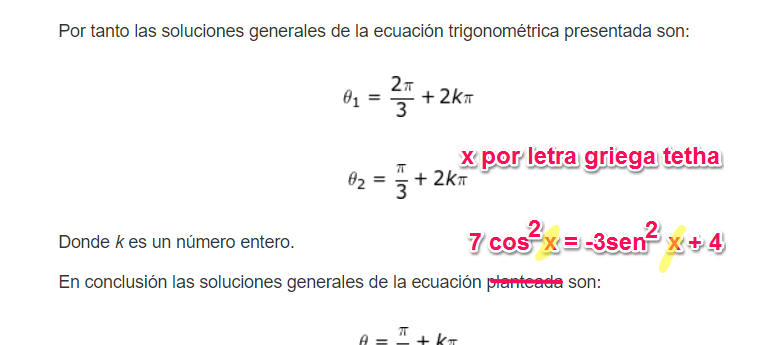 Por tanto las soluciones generales de la ecuación trigonométrica presentada son:
θ₁ = 2π/3 + 2kπ
x por letra griega tetha
θ₂ = π/3 + 2kπ
Donde k es un número entero.
7 cos² x = -3sen² x + 4
En conclusión las soluciones generales de la ecuación planteada son:
θ = π + kπ